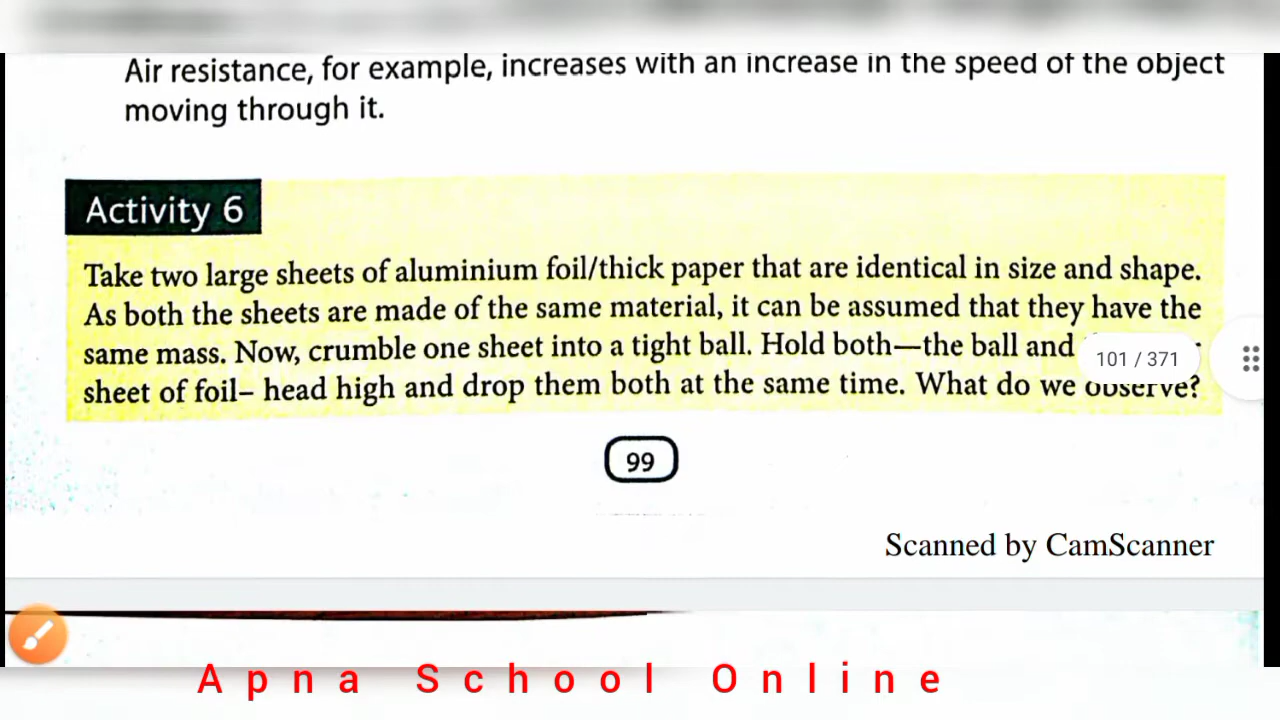 Air resistance, for example, increases with an increase in the speed of the object
moving through it.
Activity 6
Take two large sheets of aluminium foil/thick paper that are identical in size and shape.
As both the sheets are made of the same material, it can be assumed that they have the
same mass. Now, crumble one sheet into a tight ball. Hold both—the ball and
101 / 371
sheet of foil– head high and drop them both at the same time. What do we observe?
99
Scanned by CamScanner
Apna School Online